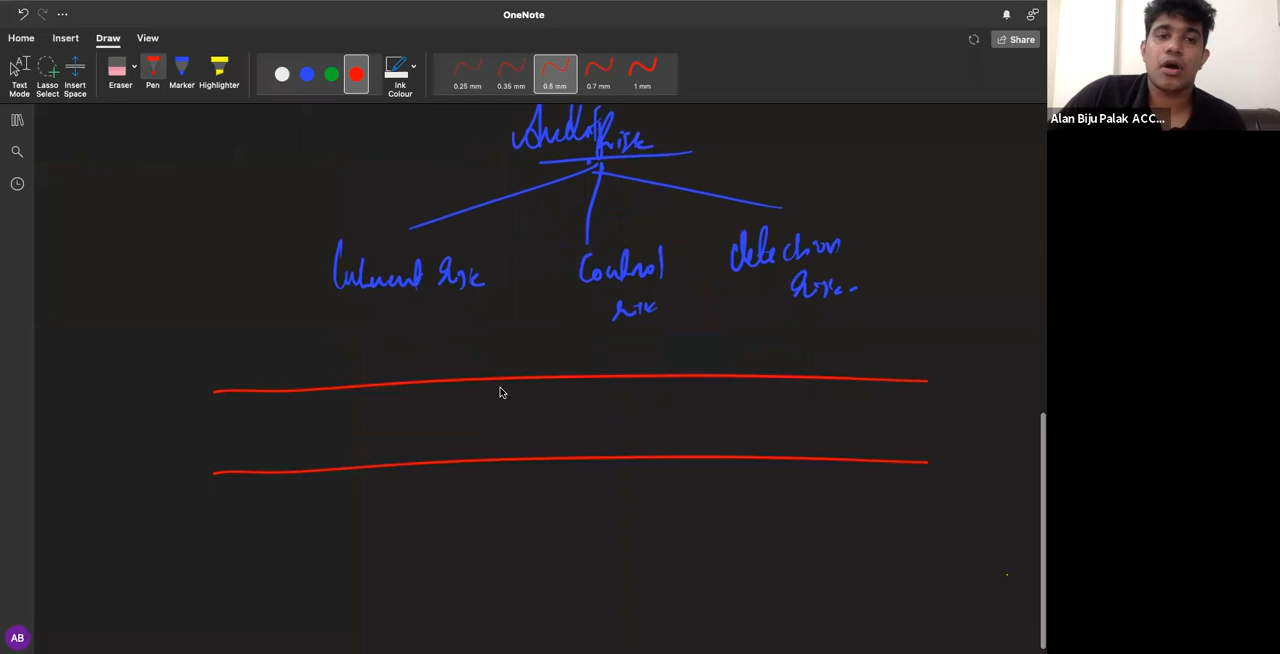 OneNote
Home Insert Draw View
Share
Text Mode
Lasso Select
Insert Space
Eraser
Pen
Marker
Highlighter
Ink Colour
0.25 mm
0.35 mm
0.5 mm
0.7 mm
1 mm
Alan Biju Palak ACC...
Audit risk
Inherent Risk
Control
risk
detection
Risk.
AB